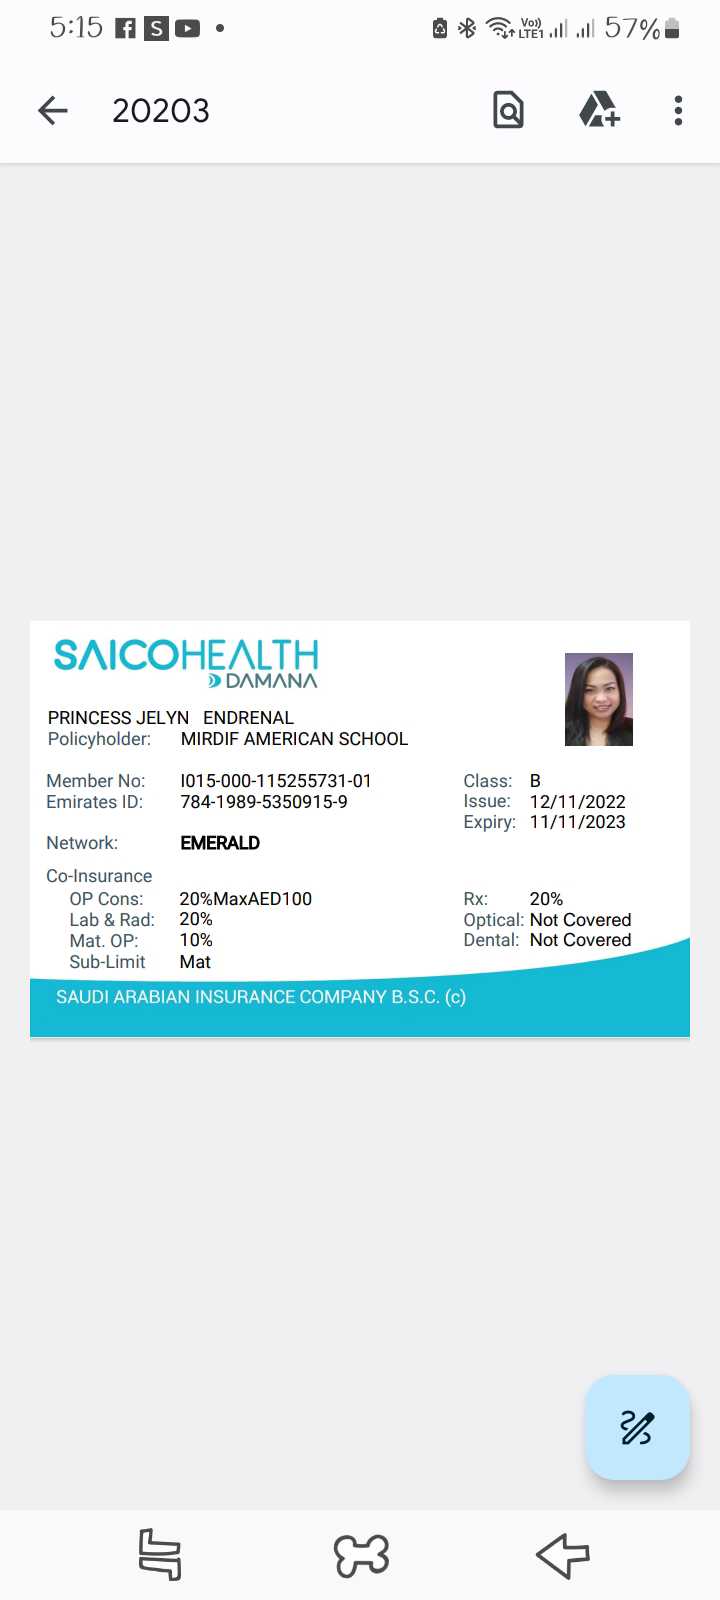 5:15 Vo)) LTE1 57%
20203
SAICOHEALTH
DAMANA
PRINCESS JELYN ENDRENAL
Policyholder: MIRDIF AMERICAN SCHOOL
Member No: I015-000-115255731-01 Class: B
Emirates ID: 784-1989-5350915-9 Issue: 12/11/2022
Expiry: 11/11/2023
Network: EMERALD
Co-Insurance
OP Cons: 20%MaxAED100 Rx: 20%
Lab & Rad: 20% Optical: Not Covered
Mat. OP: 10% Dental: Not Covered
Sub-Limit Mat
SAUDI ARABIAN INSURANCE COMPANY B.S.C. (c)